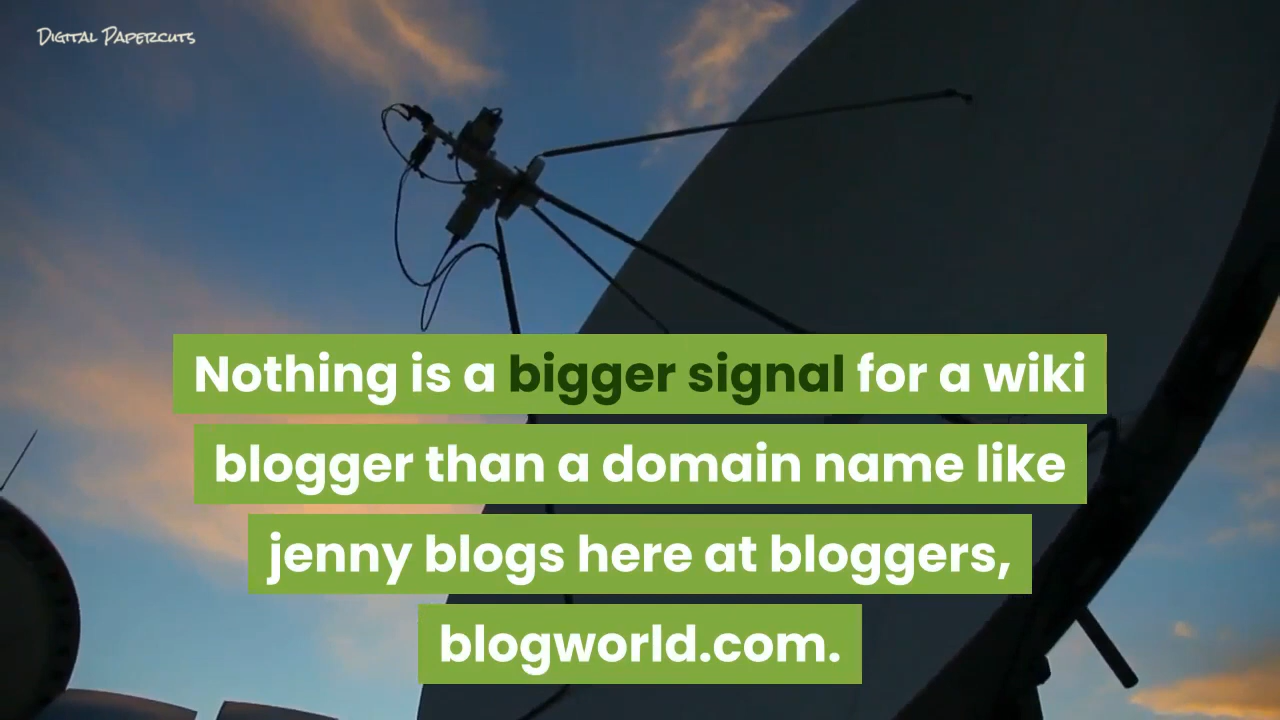 Digital Papercuts
Nothing is a bigger signal for a wiki
blogger than a domain name like
jenny blogs here at bloggers,
blogworld.com.